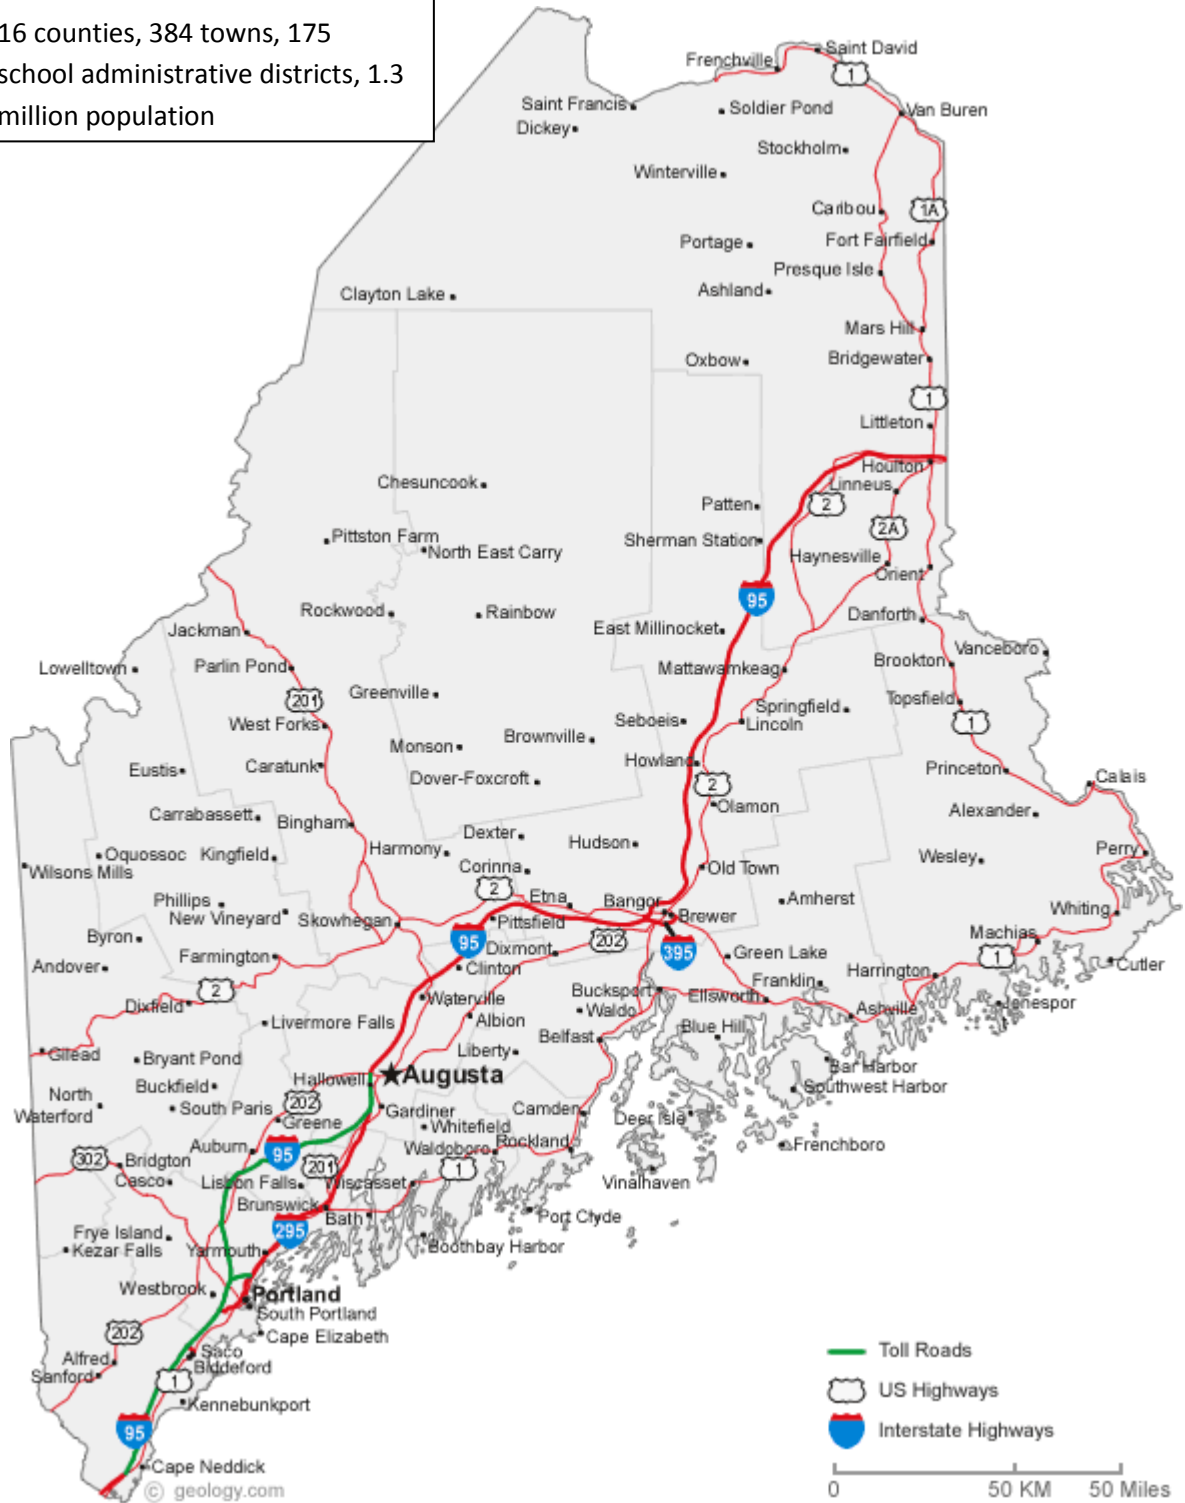 16 counties, 384 towns, 175
school administrative districts, 1.3
million population
Saint David
Frenchville
1
Saint Francis
Soldier Pond
Van Buren
Dickey
Stockholm
Winterville
Caribou
1A
Portage
Fort Fairfield
Presque Isle
Clayton Lake
Ashland
Mars Hill
Oxbow
Bridgewater
1
Littleton
Houlton
Chesuncook
Linneus
Patten
2
2A
Pittston Farm
Sherman Station
North East Carry
Haynesville
Orient
95
Rockwood
Rainbow
Danforth
Jackman
East Millinocket
Vanceboro
Lowelltown
Parlin Pond
Mattawamkeag
Brookton
201
Greenville
Topsfield
Springfield
West Forks
Seboeis
Lincoln
1
Monson
Brownville
Eustis
Caratunk
Howland
Princeton
Dover-Foxcroft
Calais
2
Olamon
Carrabassett
Bingham
Alexander
Dexter
Hudson
Harmony
Perry
Oquossoc
Kingfield
Wesley
Wilsons Mills
Corinna
Old Town
2
Etna
Phillips
Bangor
Amherst
New Vineyard
Skowhegan
Pittsfield
Brewer
Whiting
Byron
95
Dixmont
202
395
Machias
Farmington
Green Lake
1
Andover
Clinton
Harrington
Cutler
2
Bucksport
Ellsworth
Franklin
Dixfield
Waterville
Waldo
Ashville
Jenespor
Livermore Falls
Albion
Belfast
Blue Hill
Gilead
Bryant Pond
Liberty
Bar Harbor
Hallowell
Augusta
North
Waterford
Buckfield
Southwest Harbor
202
South Paris
Gardiner
Camden
Deer Isle
Greene
Whitefield
Auburn
Waldoboro
Rockland
Frenchboro
302
Bridgton
95
201
1
Casco
Lisbon Falls
Wiscasset
Vinalhaven
Brunswick
Bath
Port Clyde
295
Frye Island
Kezar Falls
Yarmouth
Boothbay Harbor
Westbrook
Portland
South Portland
202
Cape Elizabeth
Saco
Alfred
Biddeford
Sanford
1
Kennebunkport
95
Cape Neddick
© geology.com
Toll Roads
US Highways
Interstate Highways
0
50 KM
50 Miles